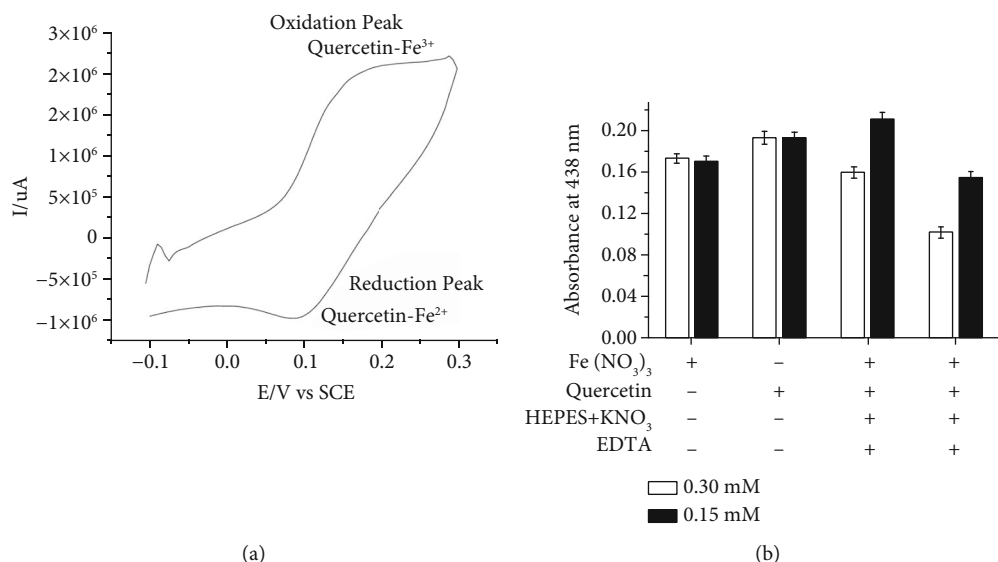 Oxidation Peak
Quercetin-Fe³⁺
3×10⁶
2×10⁶
2×10⁶
1×10⁶
5×10⁵
0
−5×10⁵
−1×10⁶
I/uA
Reduction Peak
Quercetin-Fe²⁺
−0.1 0.0 0.1 0.2 0.3
E/V vs SCE
(a)
Absorbance at 438 nm
0.20
0.16
0.12
0.08
0.04
0.00
Fe (NO₃)₃ + − + +
Quercetin − + + +
HEPES+KNO₃ − − + +
EDTA − − + +
0.30 mM
0.15 mM
(b)